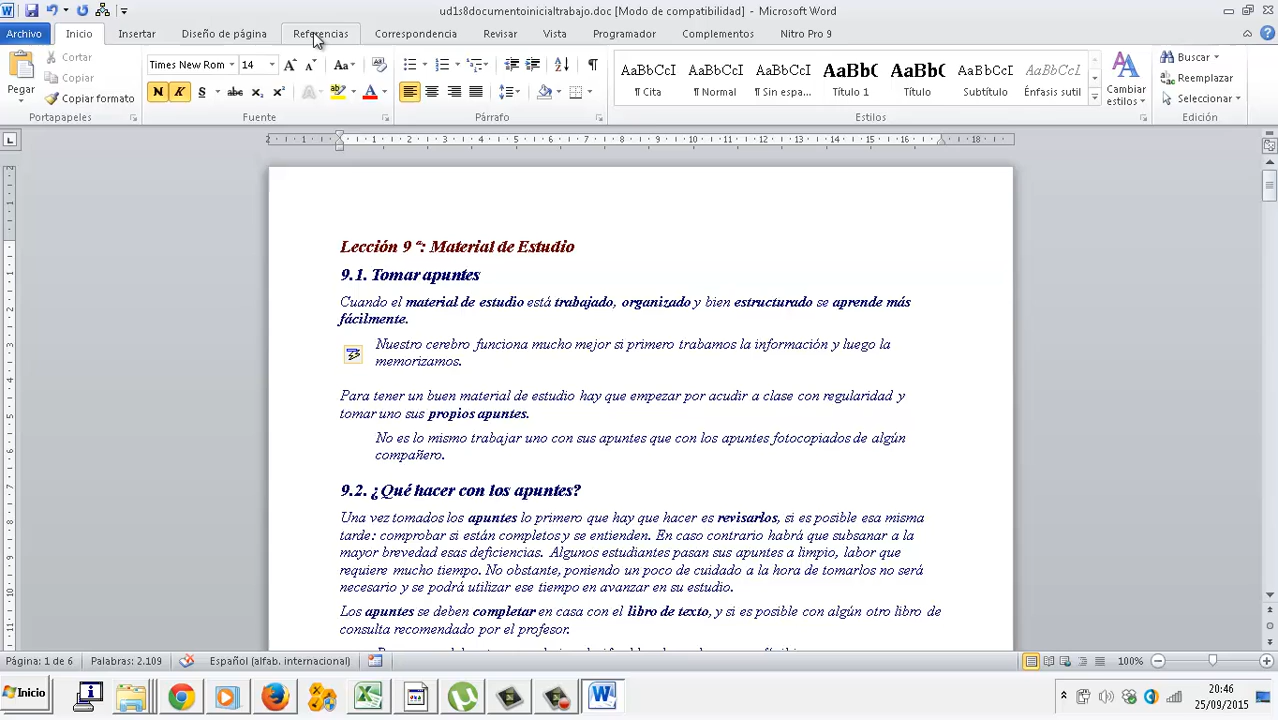 ud1s8documentoinicialtrabajo.doc [Modo de compatibilidad] - Microsoft Word
Archivo Inicio Insertar Diseño de página Referencias Correspondencia Revisar Vista Programador Complementos Nitro Pro 9
Pegar
Cortar
Copiar
Copiar formato
Portapapeles
Times New Rom 14
Fuente
Párrafo
AaBbCcI AaBbCcI AaBbCcI AaBbC( AaBbC( AaBbCcI AaBbCcI
¶ Cita ¶ Normal ¶ Sin espa... Título 1 Título Subtítulo Énfasis sutil
Cambiar estilos
Estilos
Buscar
Reemplazar
Seleccionar
Edición
Lección 9 ª: Material de Estudio
9.1. Tomar apuntes
Cuando el material de estudio está trabajado, organizado y bien estructurado se aprende más
fácilmente.
Nuestro cerebro funciona mucho mejor si primero trabamos la información y luego la
memorizamos.
Para tener un buen material de estudio hay que empezar por acudir a clase con regularidad y
tomar uno sus propios apuntes.
No es lo mismo trabajar uno con sus apuntes que con los apuntes fotocopiados de algún
compañero.
9.2. ¿Qué hacer con los apuntes?
Una vez tomados los apuntes lo primero que hay que hacer es revisarlos, si es posible esa misma
tarde: comprobar si están completos y se entienden. En caso contrario habrá que subsanar a la
mayor brevedad esas deficiencias. Algunos estudiantes pasan sus apuntes a limpio, labor que
requiere mucho tiempo. No obstante, poniendo un poco de cuidado a la hora de tomarlos no será
necesario y se podrá utilizar ese tiempo en avanzar en su estudio.
Los apuntes se deben completar en casa con el libro de texto, y si es posible con algún otro libro de
consulta recomendado por el profesor.
Página: 1 de 6 Palabras: 2.109 Español (alfab. internacional) 100%
Inicio
20:46
25/09/2015